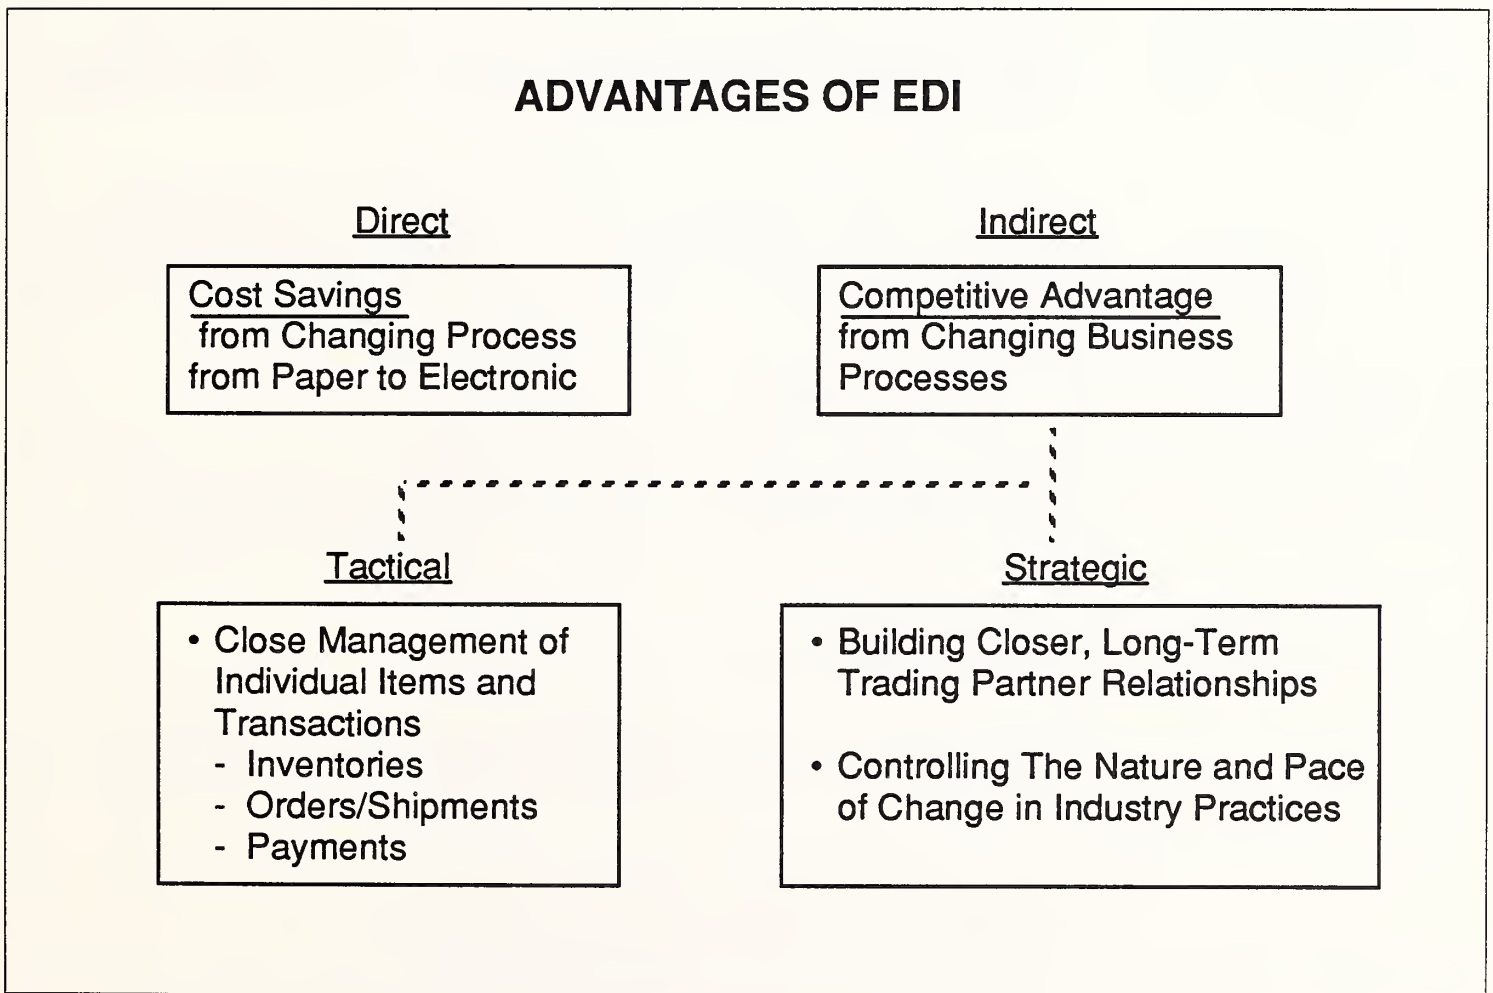 ADVANTAGES OF EDI
Direct
Cost Savings
from Changing Process
from Paper to Electronic
Indirect
Competitive Advantage
from Changing Business
Processes
Tactical
• Close Management of
Individual Items and
Transactions
- Inventories
- Orders/Shipments
- Payments
Strategic
• Building Closer, Long-Term
Trading Partner Relationships
• Controlling The Nature and Pace
of Change in Industry Practices